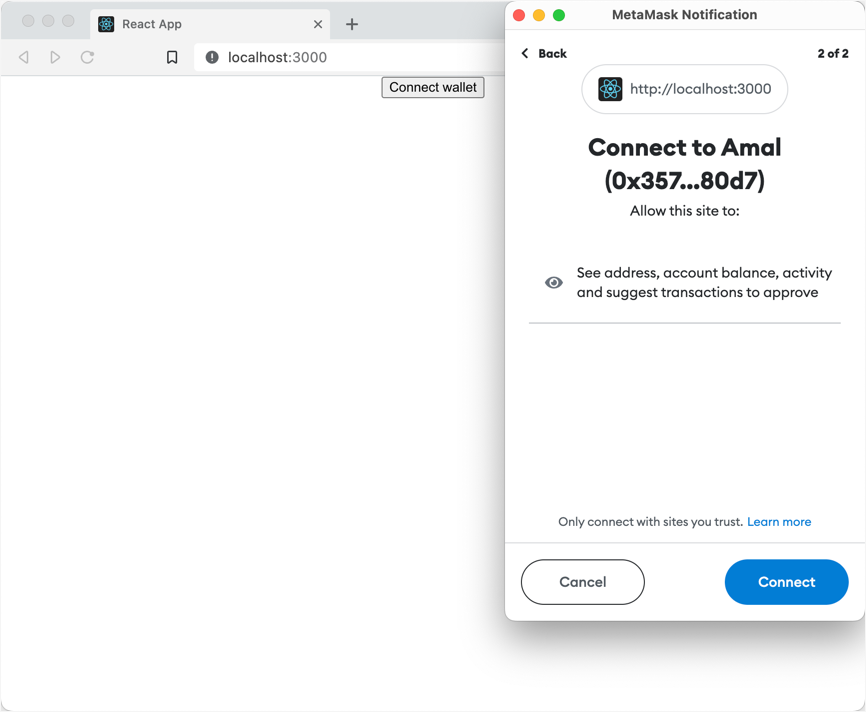 React App
localhost:3000
Connect wallet
MetaMask Notification
Back
2 of 2
http://localhost:3000
Connect to Amal
(0x357...80d7)
Allow this site to:
See address, account balance, activity
and suggest transactions to approve
Only connect with sites you trust. Learn more
Cancel
Connect